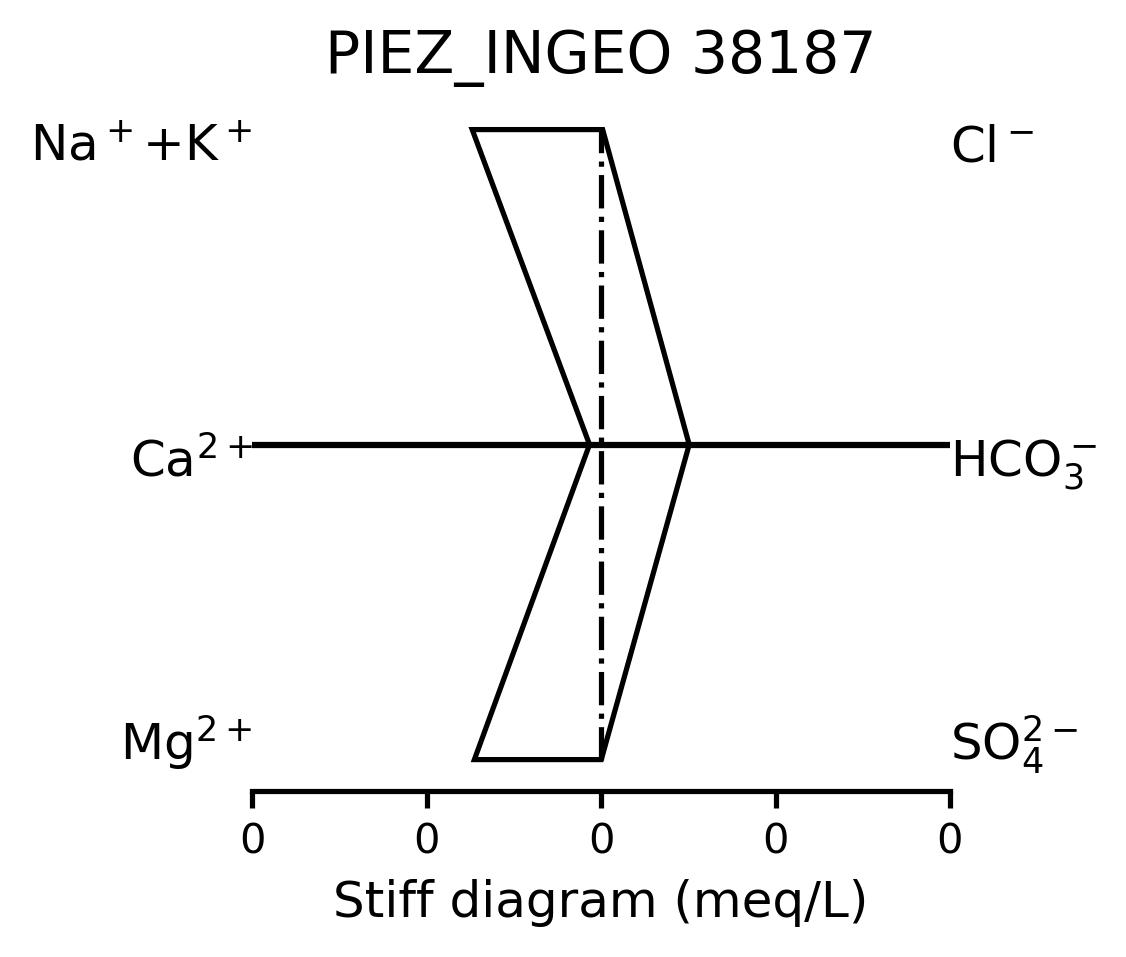 PIEZ_INGEO 38187
Na⁺+K⁺ Cl⁻
Ca²⁺ HCO₃⁻
Mg²⁺ SO₄²⁻
0 0 0 0 0
Stiff diagram (meq/L)